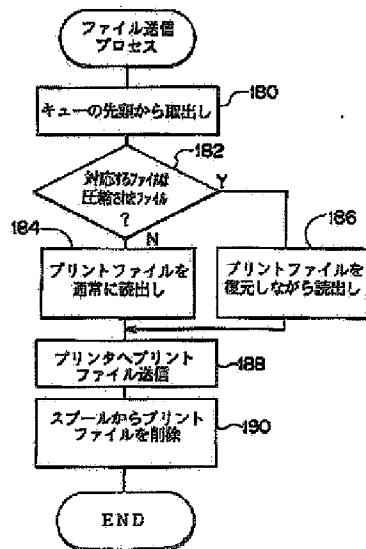 ファイル送信
プロセス
180
キューの先頭から取出し
182
対応するファイルは
圧縮されたファイル
?
Y
184
N
186
プリントファイルを
通常に読出し
プリントファイルを
復元しながら読出し
プリンタへプリント
ファイル送信
188
スプールからプリント
ファイルを削除
190
END